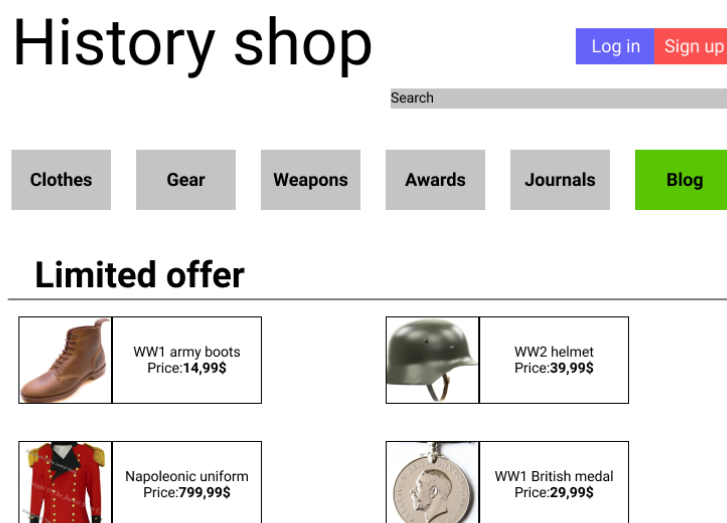 History shop
Log in
Sign up
Search
Clothes
Gear
Weapons
Awards
Journals
Blog
Limited offer
WW1 army boots
Price:14,99$
WW2 helmet
Price:39,99$
Napoleonic uniform
Price:799,99$
WW1 British medal
Price:29,99$